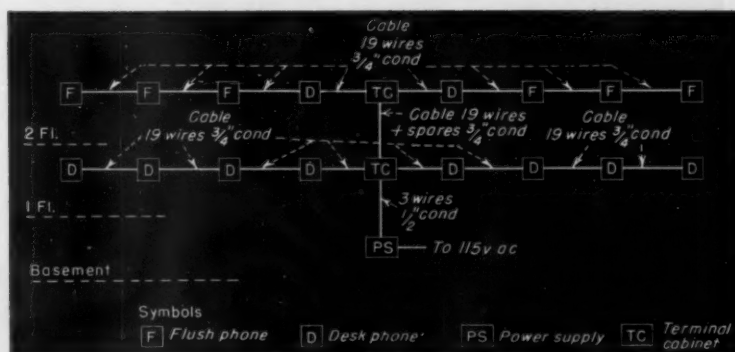 Cable
19 wires
3/4" cond
F F F D TC D F F F
Cable
19 wires 3/4" cond
Cable 19 wires
+ spares 3/4" cond
Cable
19 wires 3/4" cond
2 Fl.
D D D D TC D D D D
1 Fl.
3 wires
1/2" cond
PS To 115v ac
Basement
Symbols
F Flush phone D Desk phone PS Power supply TC Terminal
cabinet